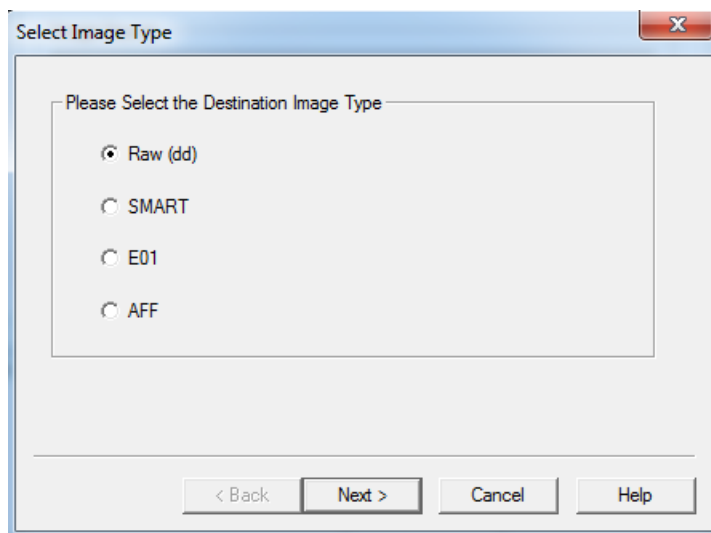 Select Image Type
Please Select the Destination Image Type
Raw (dd)
SMART
E01
AFF
< Back Next > Cancel Help